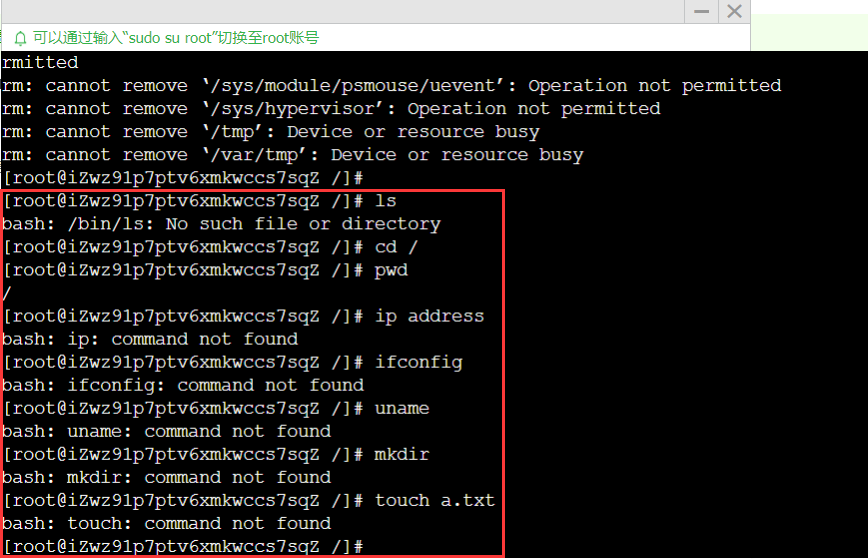 可以通过输入“sudo su root”切换至root账号
rmitted
rm: cannot remove ‘/sys/module/psmouse/uevent’: Operation not permitted
rm: cannot remove ‘/sys/hypervisor’: Operation not permitted
rm: cannot remove ‘/tmp’: Device or resource busy
rm: cannot remove ‘/var/tmp’: Device or resource busy
[root@iZwz91p7ptv6xmkwccs7sqZ /]#
[root@iZwz91p7ptv6xmkwccs7sqZ /]# ls
bash: /bin/ls: No such file or directory
[root@iZwz91p7ptv6xmkwccs7sqZ /]# cd /
[root@iZwz91p7ptv6xmkwccs7sqZ /]# pwd
/
[root@iZwz91p7ptv6xmkwccs7sqZ /]# ip address
bash: ip: command not found
[root@iZwz91p7ptv6xmkwccs7sqZ /]# ifconfig
bash: ifconfig: command not found
[root@iZwz91p7ptv6xmkwccs7sqZ /]# uname
bash: uname: command not found
[root@iZwz91p7ptv6xmkwccs7sqZ /]# mkdir
bash: mkdir: command not found
[root@iZwz91p7ptv6xmkwccs7sqZ /]# touch a.txt
bash: touch: command not found
[root@iZwz91p7ptv6xmkwccs7sqZ /]#